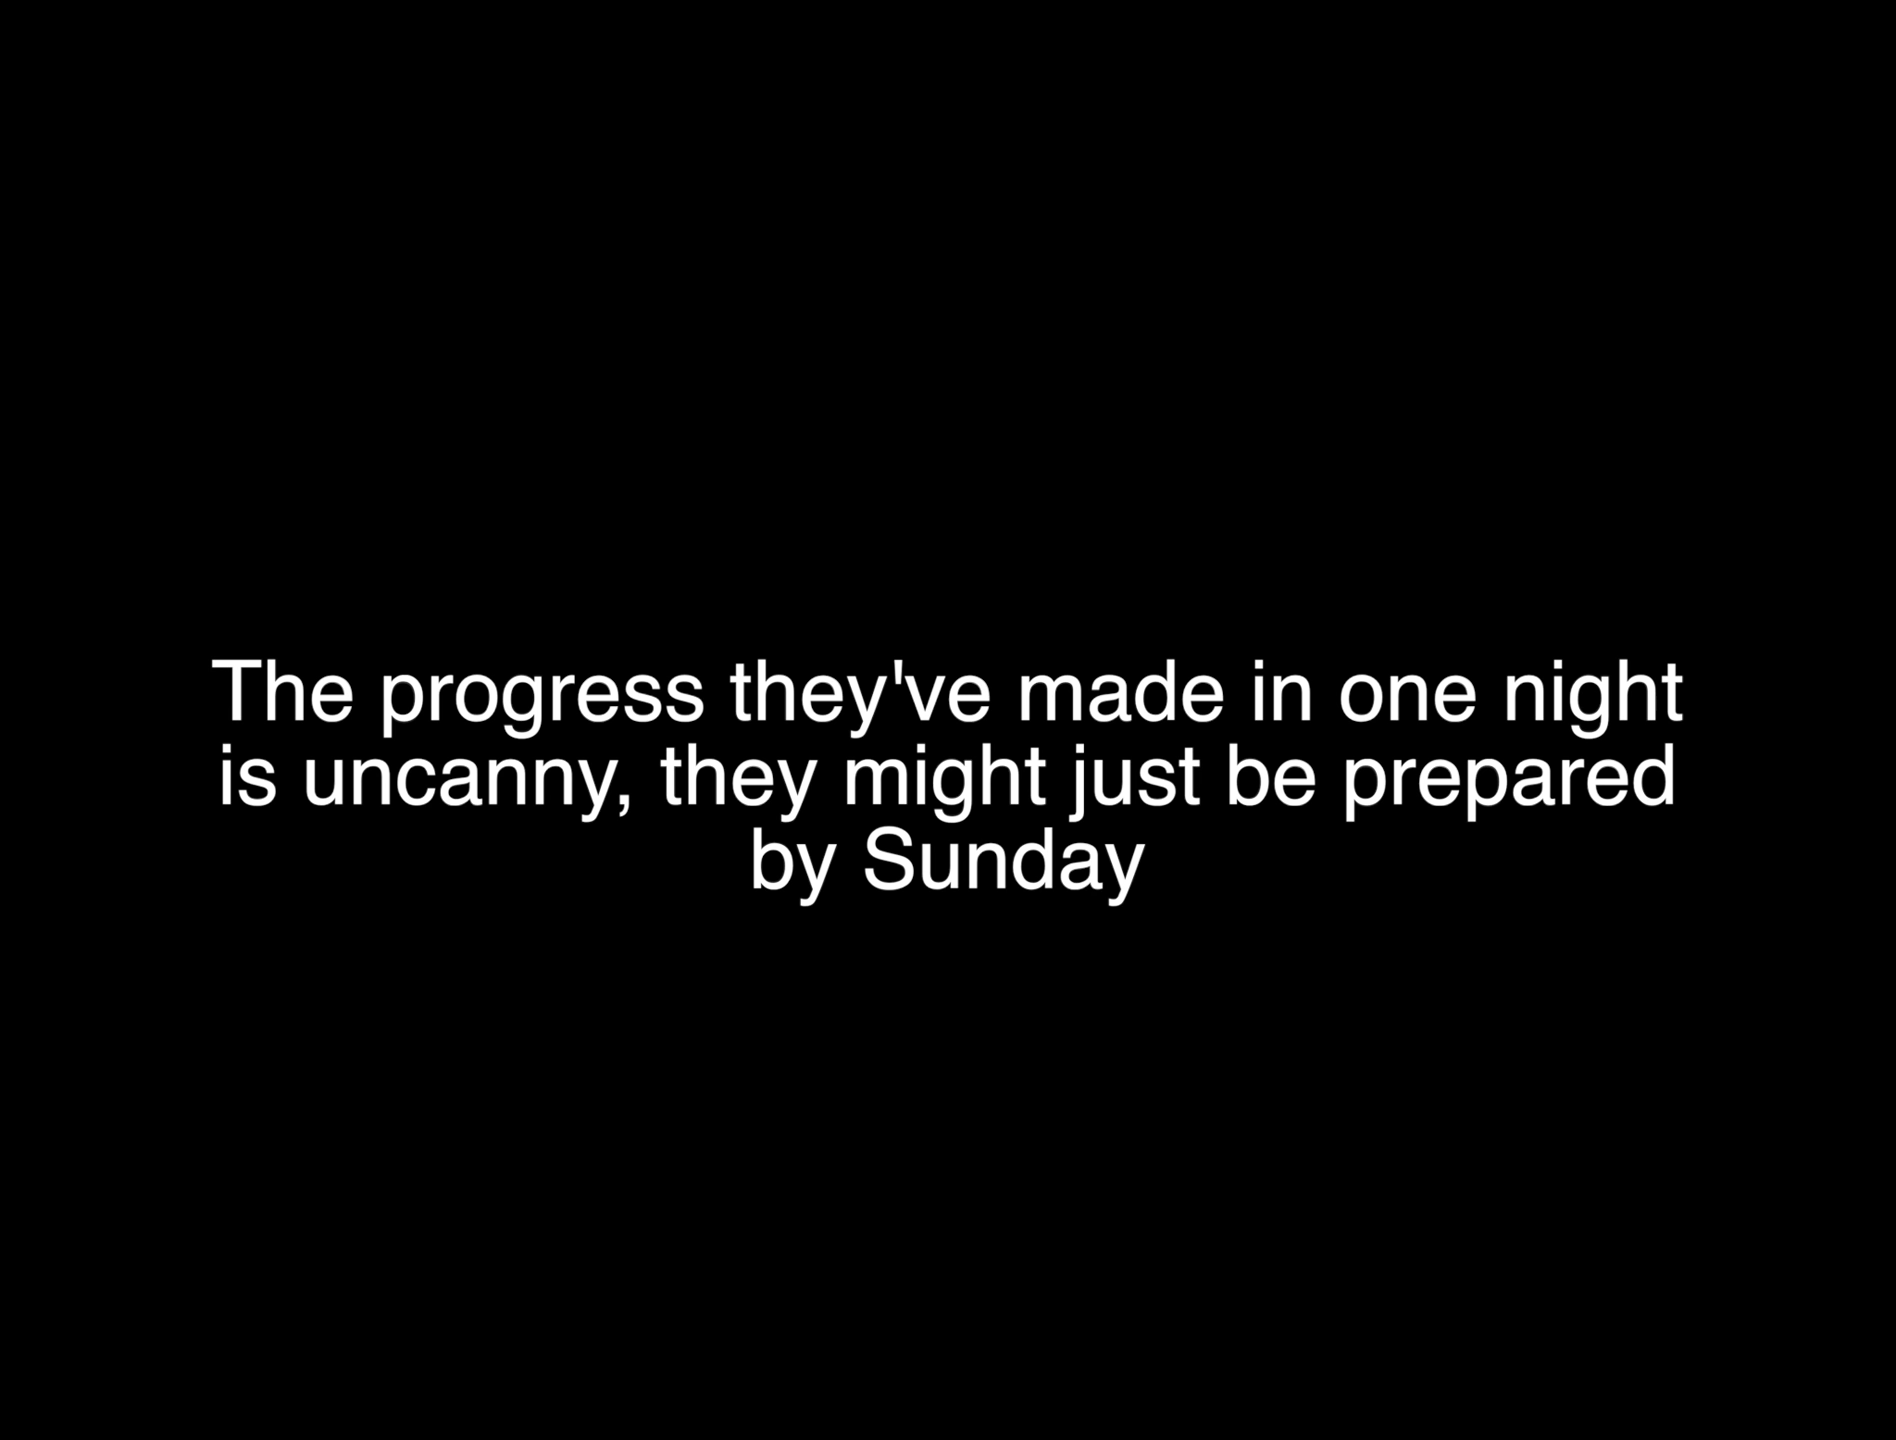 The progress they've made in one night
is uncanny, they might just be prepared
by Sunday